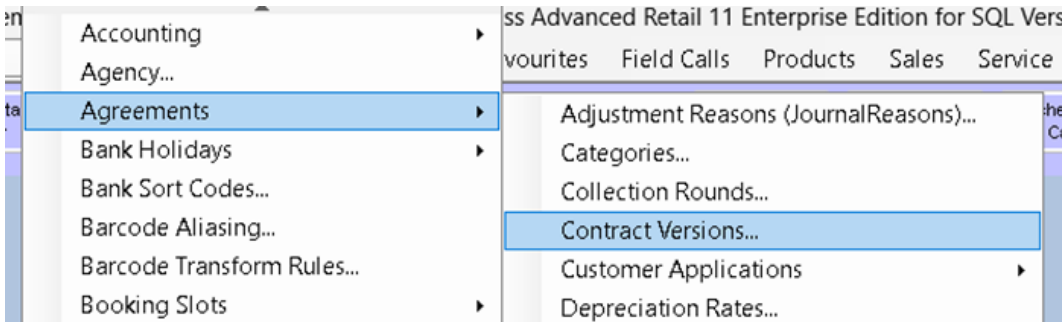 ss Advanced Retail 11 Enterprise Edition for SQL Vers
vourites Field Calls Products Sales Service
Accounting
Agency...
Agreements
Bank Holidays
Bank Sort Codes...
Barcode Aliasing...
Barcode Transform Rules...
Booking Slots
Adjustment Reasons (JournalReasons)...
Categories...
Collection Rounds...
Contract Versions...
Customer Applications
Depreciation Rates...